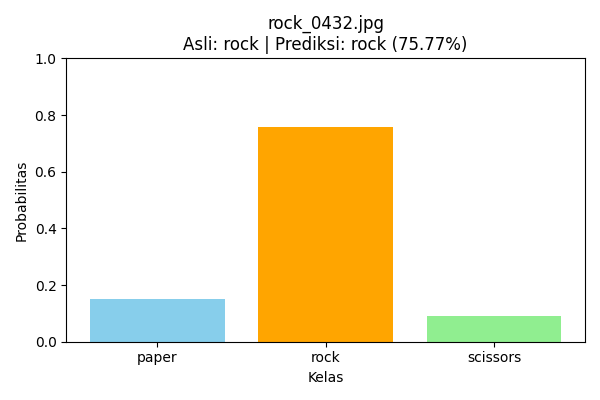 rock_0432.jpg
Asli: rock | Prediksi: rock (75.77%)
1.0
0.8
0.6
0.4
0.2
0.0
Probabilitas
paper rock scissors
Kelas